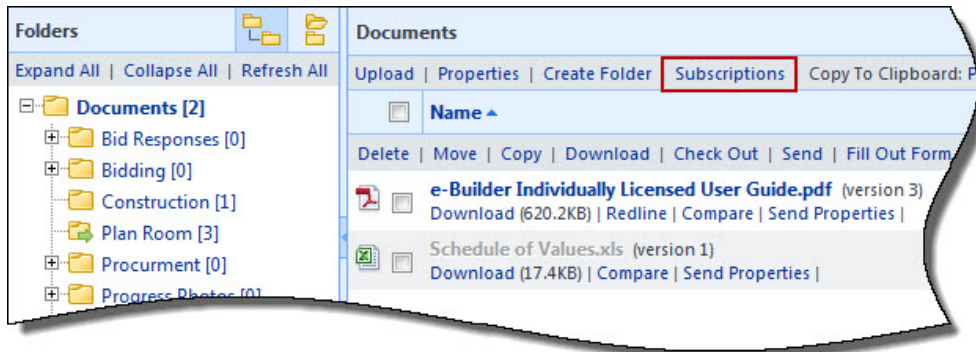 Folders
Expand All | Collapse All | Refresh All
Documents [2]
Bid Responses [0]
Bidding [0]
Construction [1]
Plan Room [3]
Procurment [0]
Progress Photos [0]
Documents
Upload | Properties | Create Folder | Subscriptions Copy To Clipboard:
Name
Delete | Move | Copy | Download | Check Out | Send | Fill Out Form
e-Builder Individually Licensed User Guide.pdf (version 3)
Download (620.2KB) | Redline | Compare | Send Properties |
Schedule of Values.xls (version 1)
Download (17.4KB) | Compare | Send Properties |